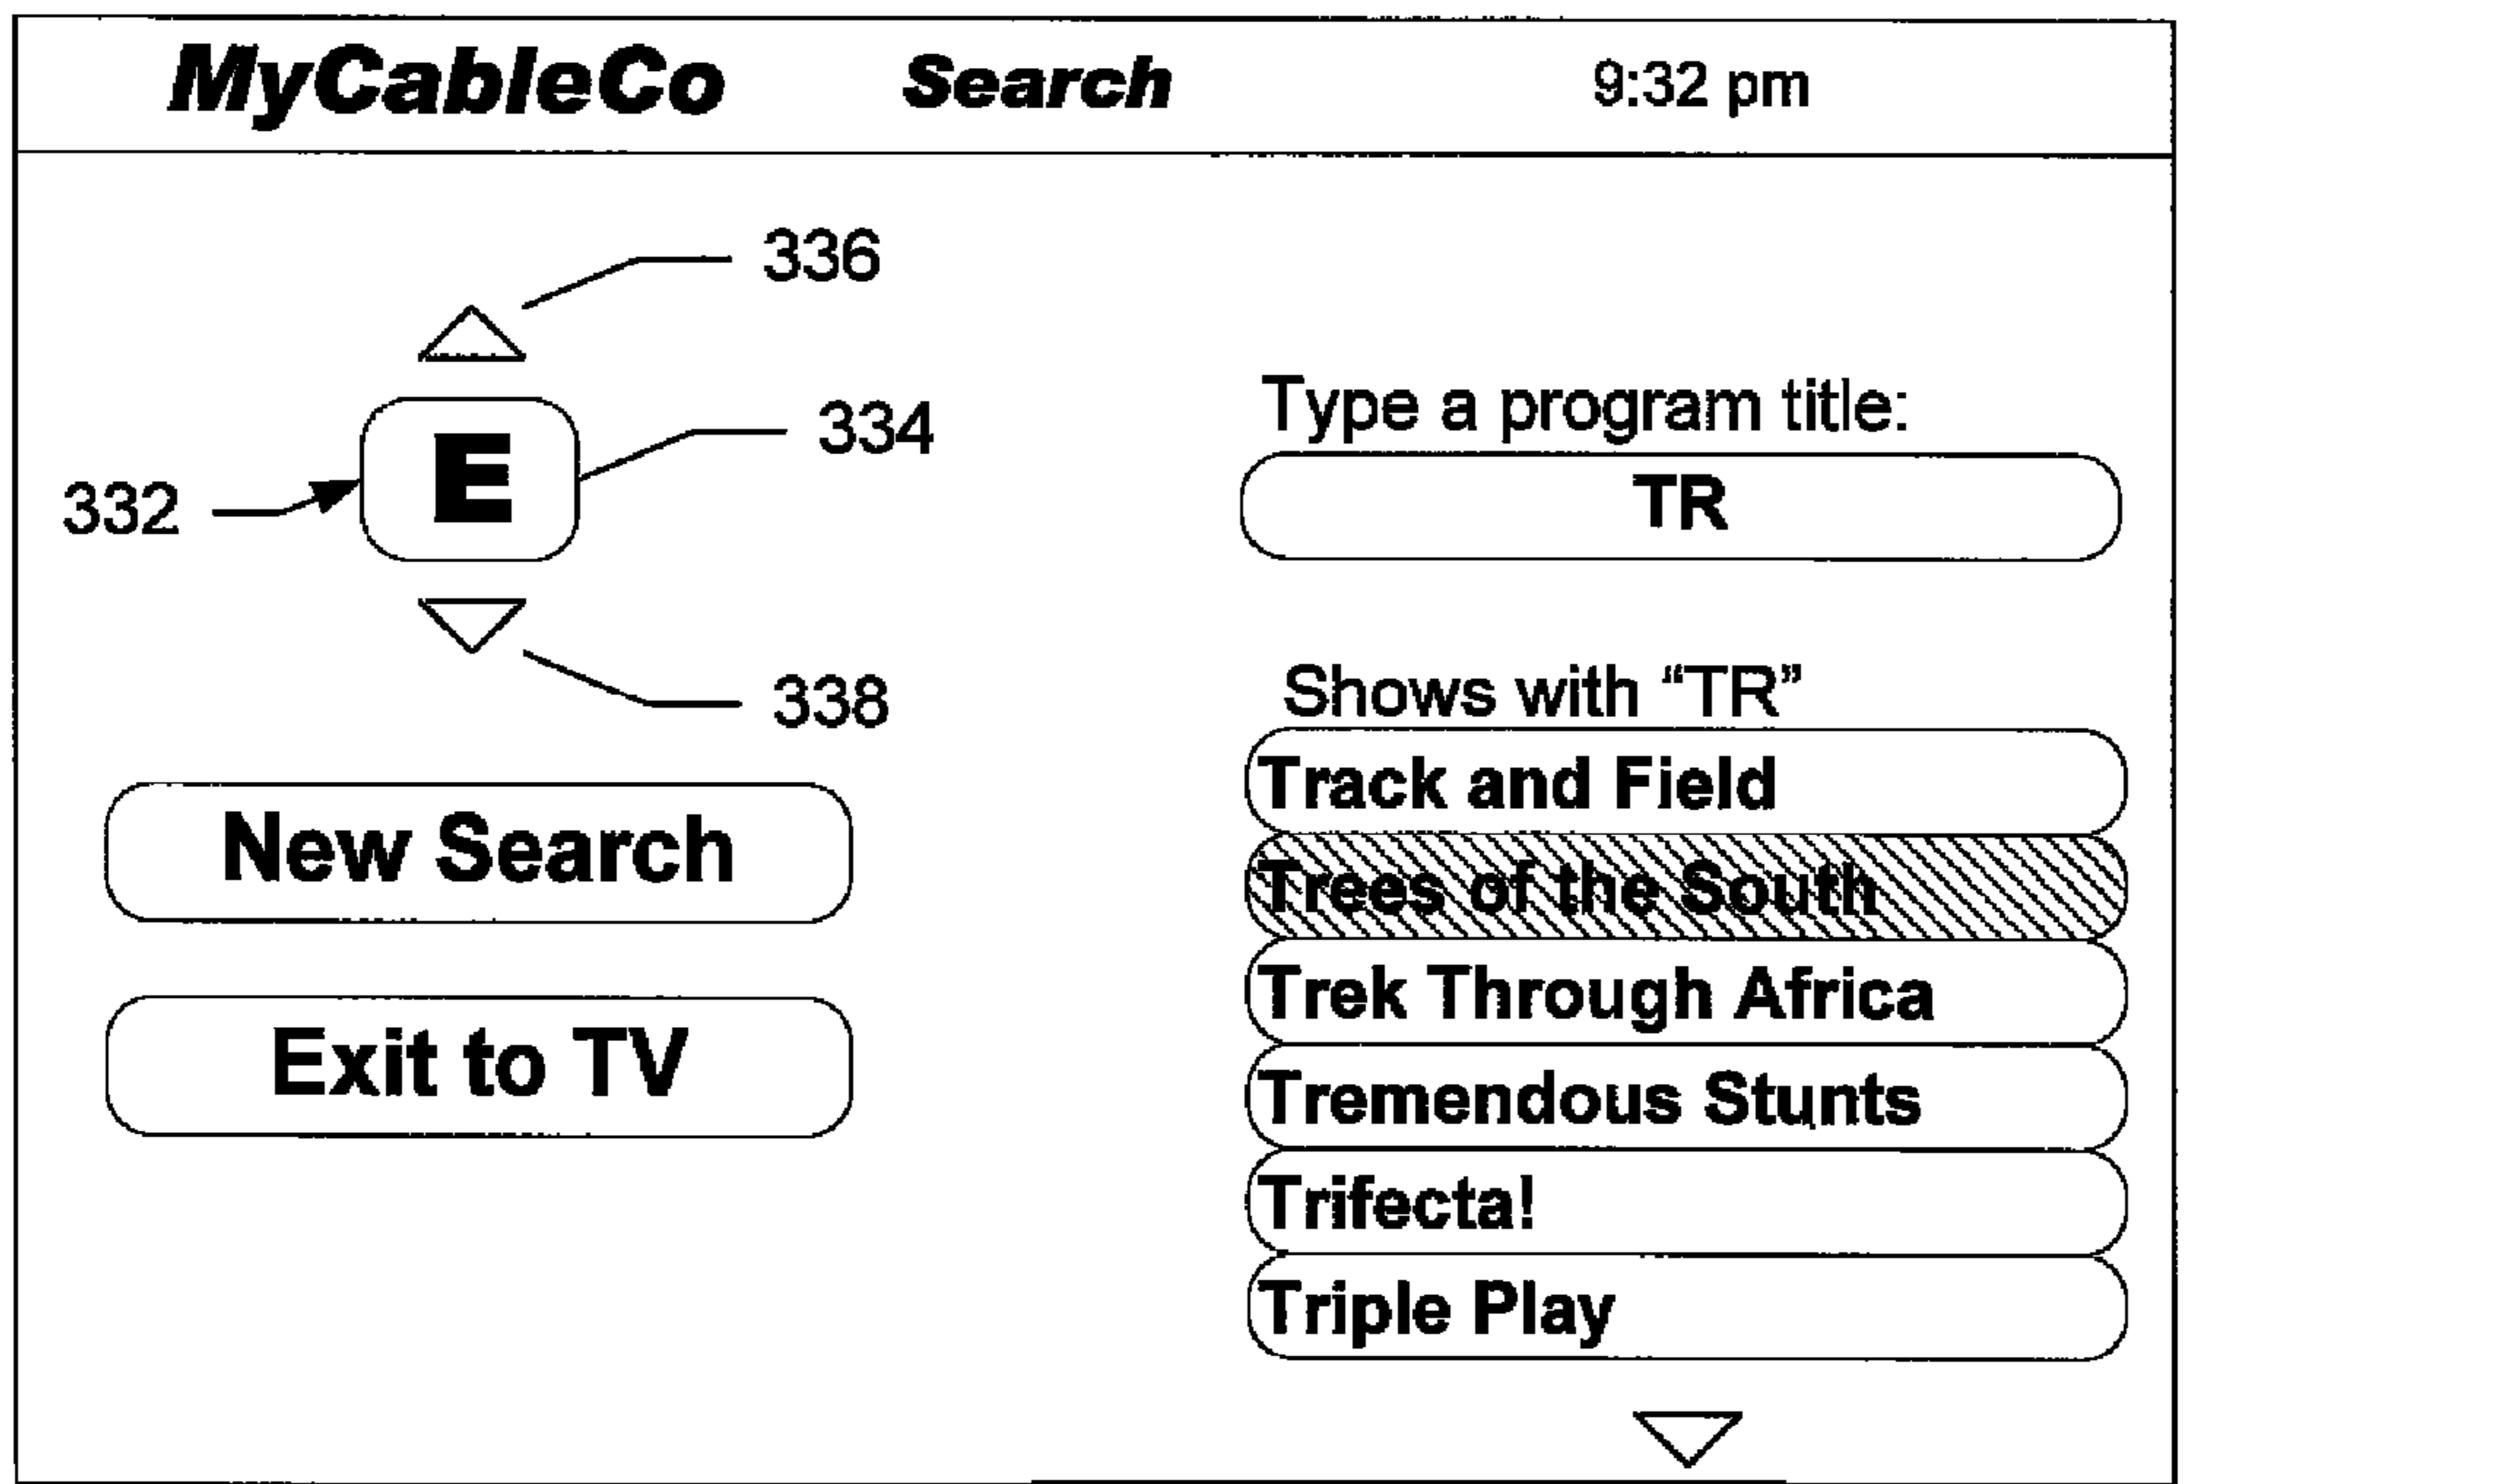 MyCableCo Search 9:32 pm
336
334
332
E
338
New Search
Exit to TV
Type a program title:
TR
Shows with “TR”
Track and Field
Trees of the South
Trek Through Africa
Tremendous Stunts
Trifecta!
Triple Play